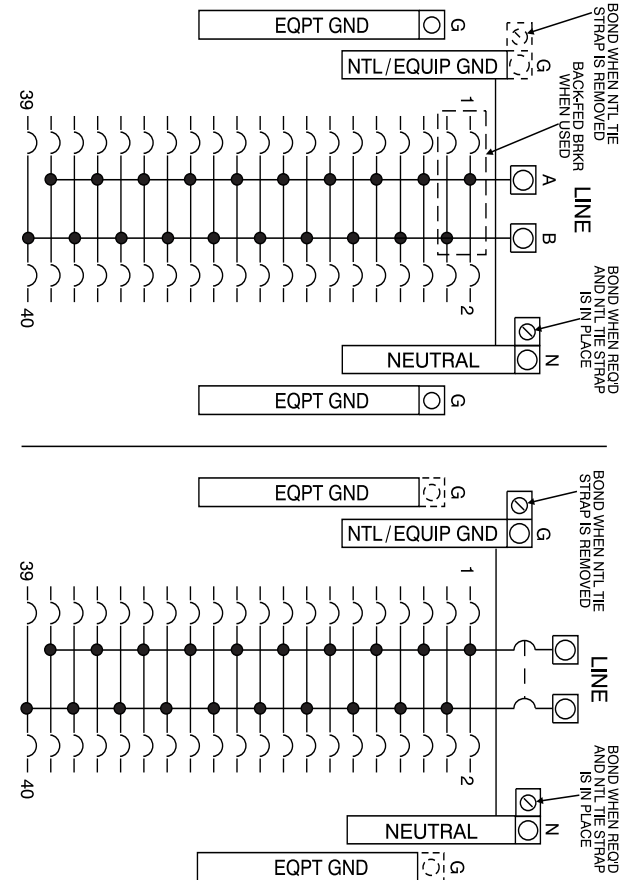 EQPT GND
G
NTL/EQUIP GND
G
BOND WHEN NTL TIE
STRAP IS REMOVED
BACK-FED BRKR
WHEN USED
39
1
A
LINE
B
40
2
BOND WHEN REQ'D
AND NTL TIE STRAP
IS IN PLACE
NEUTRAL
N
EQPT GND
G
EQPT GND
G
NTL/EQUIP GND
G
BOND WHEN NTL TIE
STRAP IS REMOVED
39
1
LINE
40
2
BOND WHEN REQ'D
AND NTL TIE STRAP
IS IN PLACE
NEUTRAL
N
EQPT GND
G